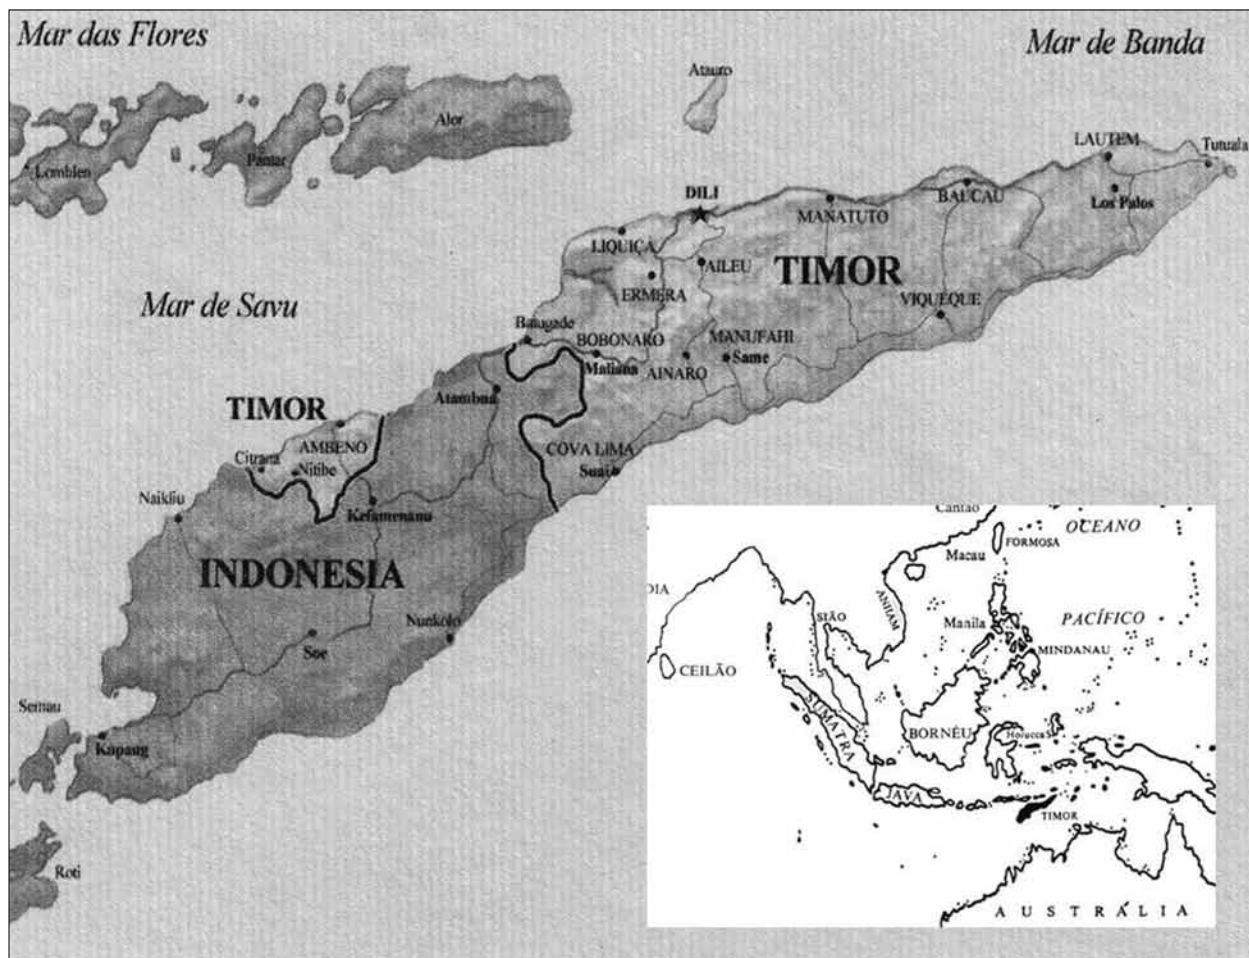 Mar das Flores
Mar de Banda
Atauro
Alor
Pantar
Lomblen
LAUTEM
Tutuala
DILI
BAUCAU
MANATUTO
Los Palos
LIQUIÇA
AILEU
TIMOR
ERMERA
VIQUEQUE
Mar de Savu
Batugade
BOBONARO
MANUFAHI
Maliana
Same
AINARO
Atambua
TIMOR
AMBENO
COVA LIMA
Citrana
Nitibe
Suai
Naikliu
Kefamenanu
INDONESIA
Nunkolo
Soe
Semau
Kupang
Roti
Cantão
OCEANO
Macau
FORMOSA
DIA
ANHAM
SIÃO
Manila
PACÍFICO
MINDANAU
CEILÃO
SUMATRA
BORNÉU
JAVA
TIMOR
AUSTRÁLIA